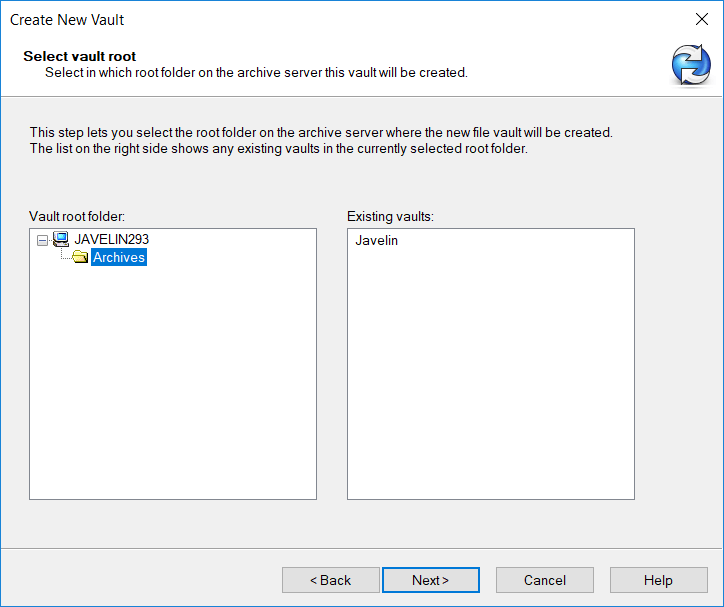 Create New Vault
Select vault root
Select in which root folder on the archive server this vault will be created.
This step lets you select the root folder on the archive server where the new file vault will be created.
The list on the right side shows any existing vaults in the currently selected root folder.
Vault root folder:
Existing vaults:
JAVELIN293
Archives
Javelin
< Back
Next >
Cancel
Help